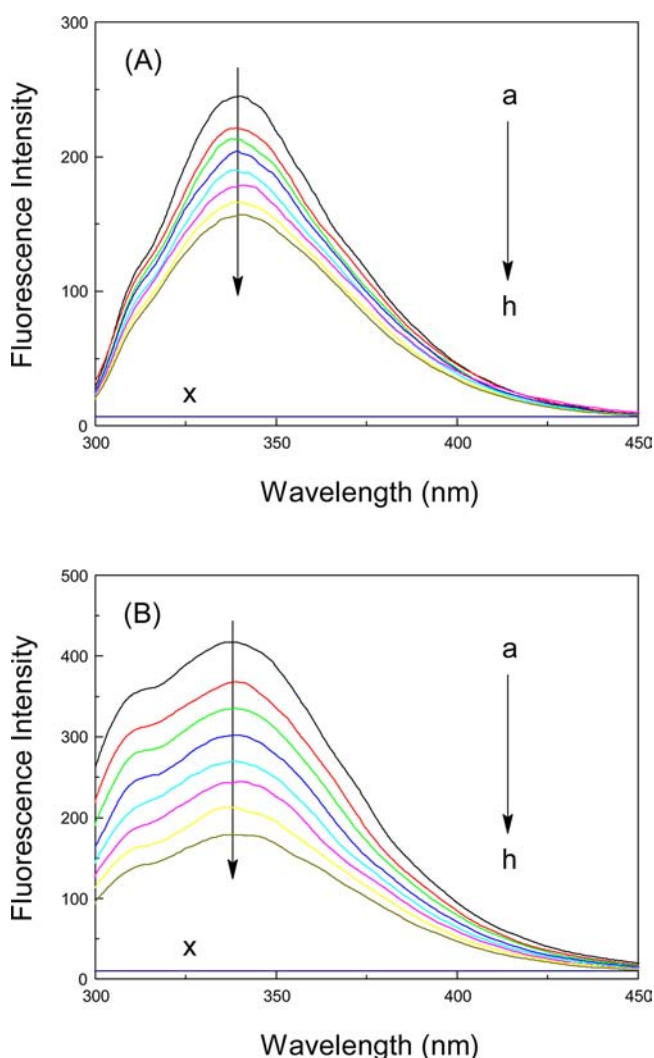 300
(A)
a
200
Fluorescence Intensity
100
h
x
0
300 350 400 450
Wavelength (nm)
500
(B)
a
400
300
Fluorescence Intensity
200
h
100
x
0
300 350 400 450
Wavelength (nm)